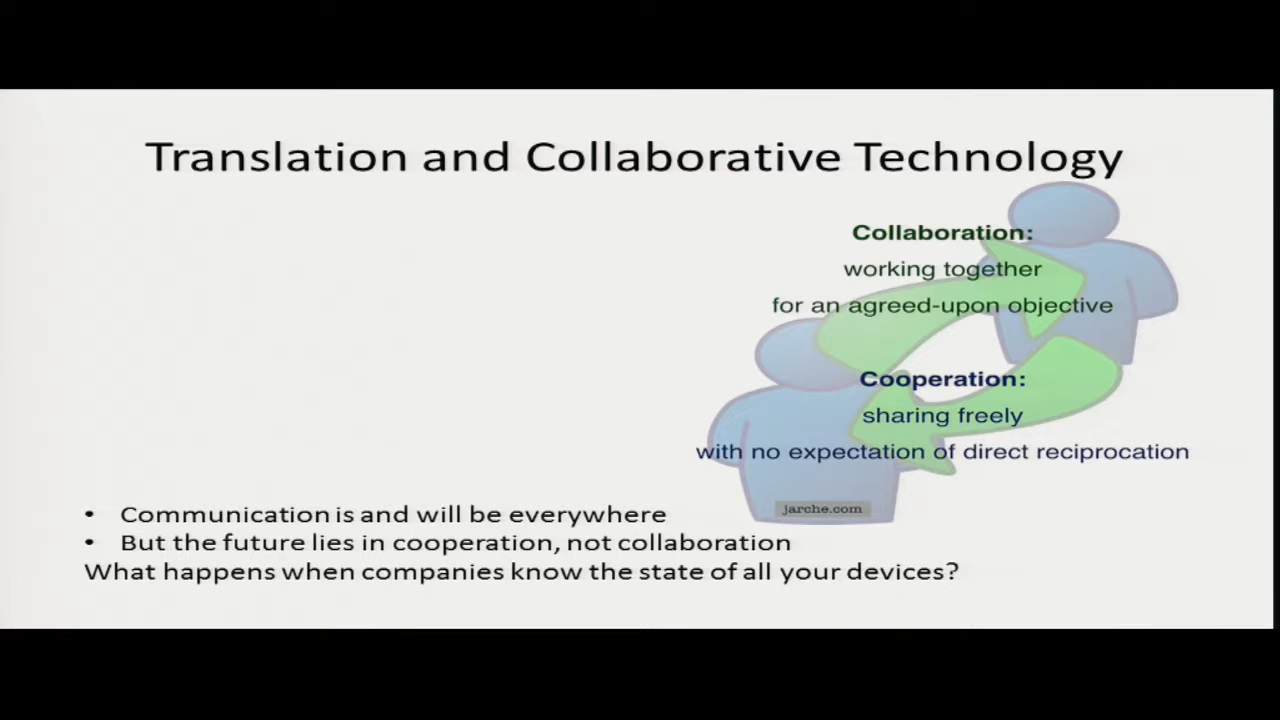 Translation and Collaborative Technology
Collaboration:
working together
for an agreed-upon objective
Cooperation:
sharing freely
with no expectation of direct reciprocation
jarche.com
• Communication is and will be everywhere
• But the future lies in cooperation, not collaboration
What happens when companies know the state of all your devices?